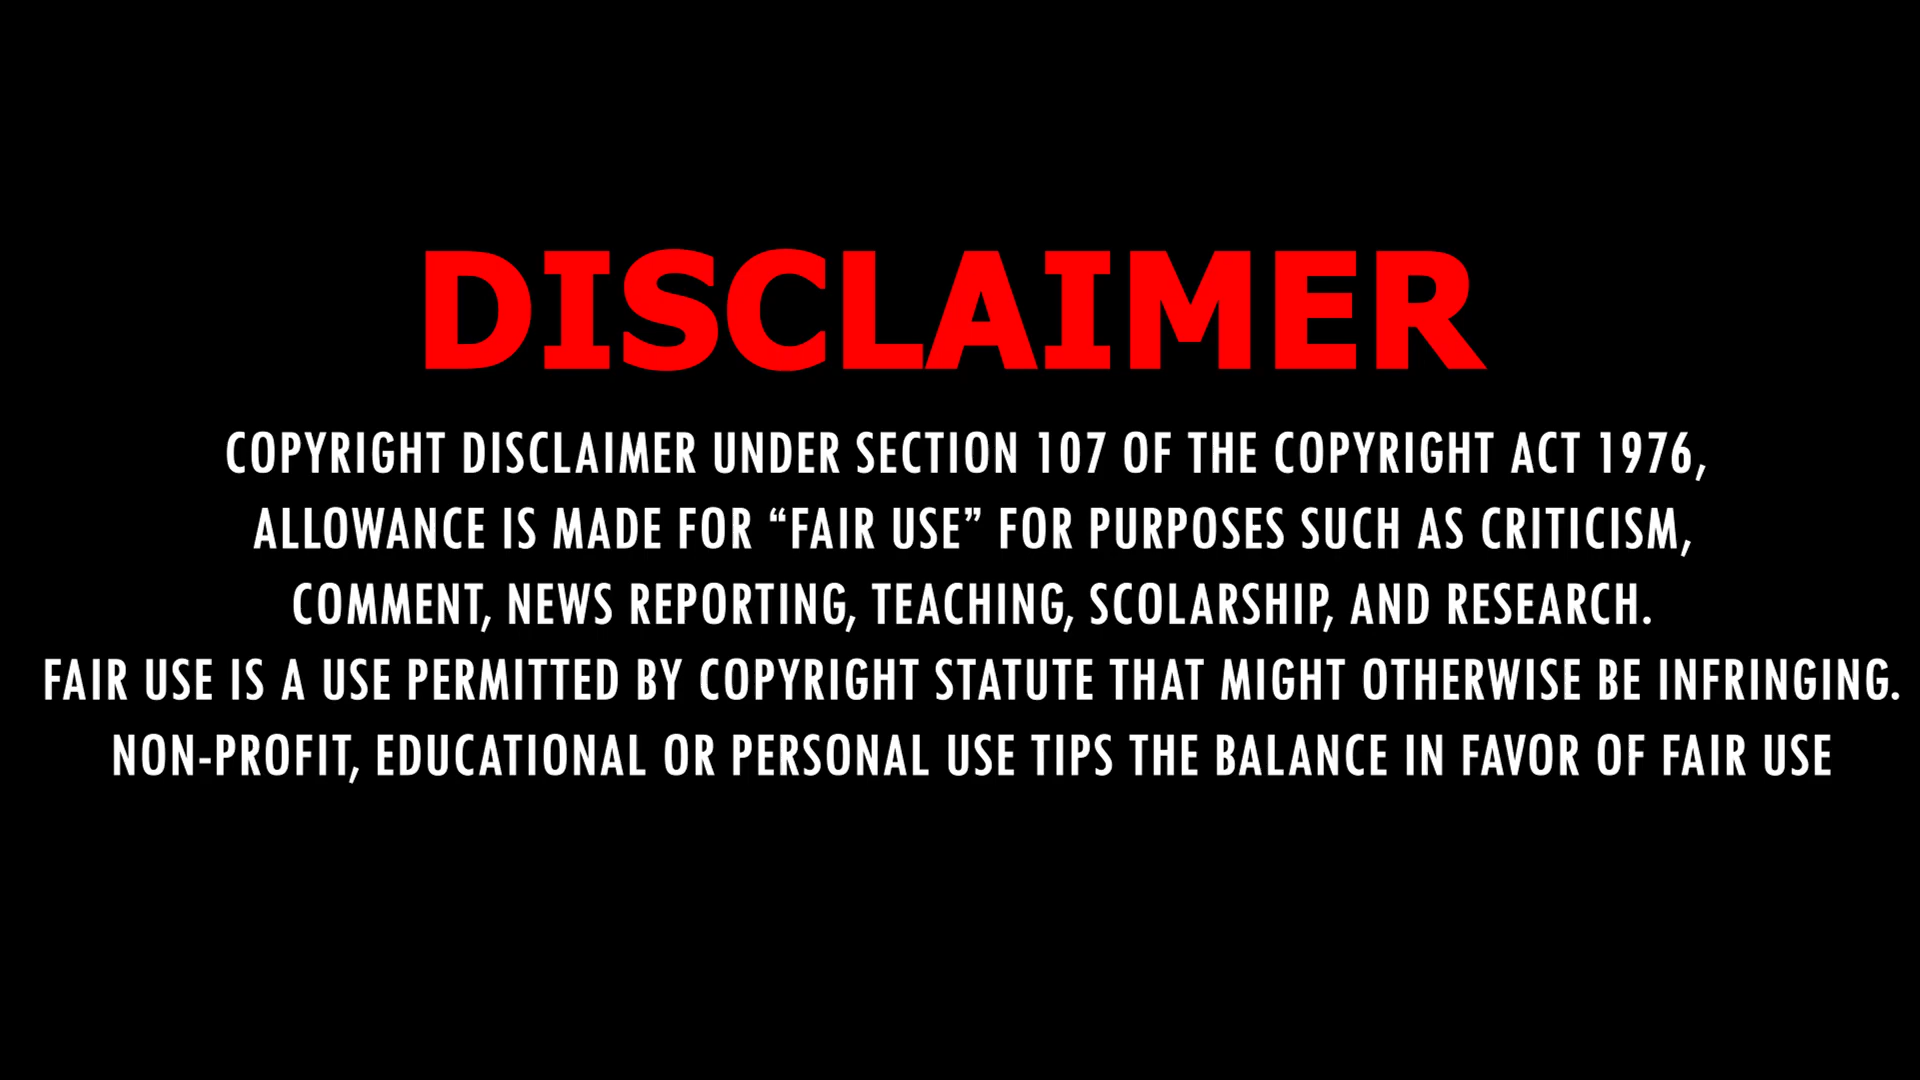 DISCLAIMER
COPYRIGHT DISCLAIMER UNDER SECTION 107 OF THE COPYRIGHT ACT 1976,
ALLOWANCE IS MADE FOR “FAIR USE” FOR PURPOSES SUCH AS CRITICISM,
COMMENT, NEWS REPORTING, TEACHING, SCOLARSHIP, AND RESEARCH.
FAIR USE IS A USE PERMITTED BY COPYRIGHT STATUTE THAT MIGHT OTHERWISE BE INFRINGING.
NON-PROFIT, EDUCATIONAL OR PERSONAL USE TIPS THE BALANCE IN FAVOR OF FAIR USE